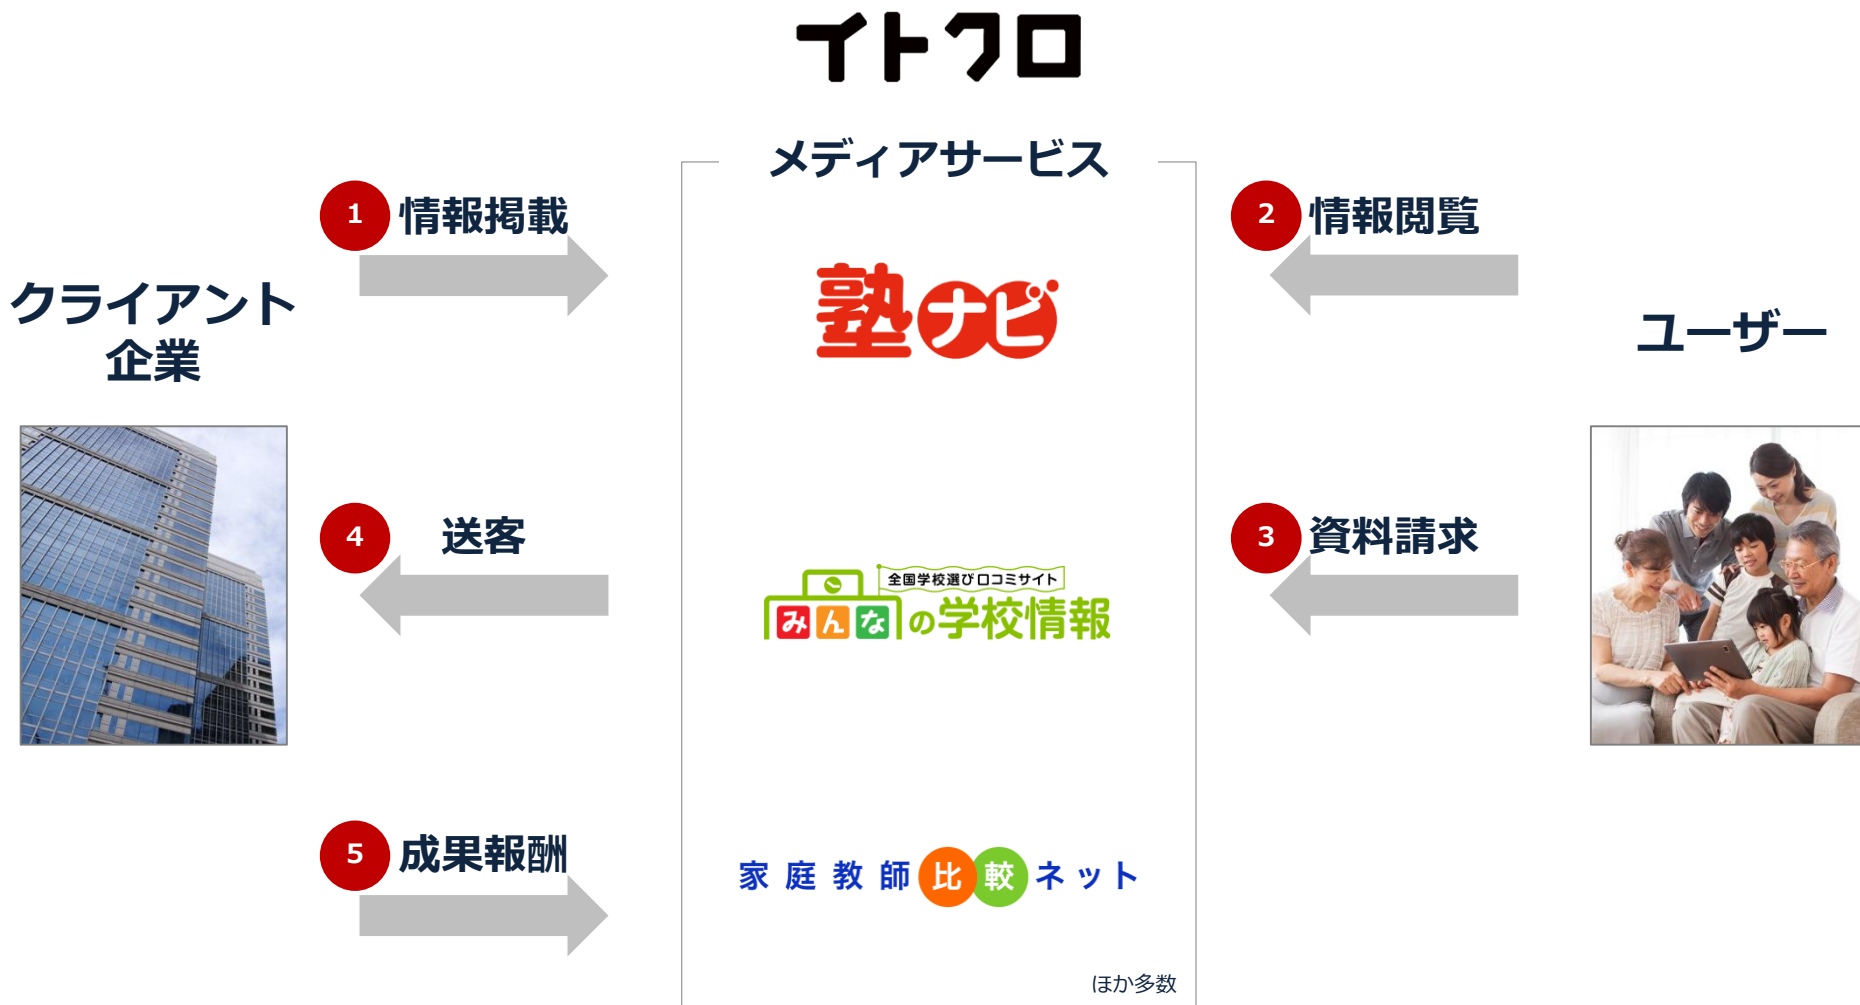 イトクロ
メディアサービス
1 情報掲載
2 情報閲覧
クライアント
企業
塾ナビ
ユーザー
4 送客
3 資料請求
全国学校選び口コミサイト
みんなの学校情報
5 成果報酬
家庭教師比較ネット
ほか多数